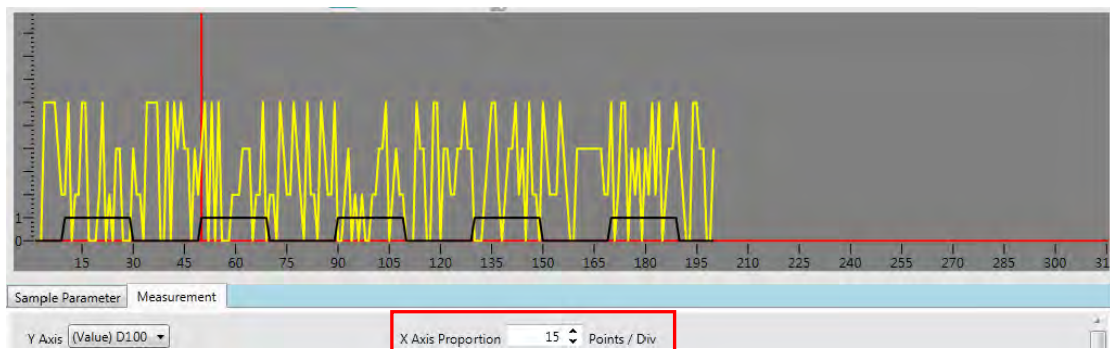 1
0
15 30 45 60 75 90 105 120 135 150 165 180 195 210 225 240 255 270 285 300 31
Sample Parameter Measurement
Y Axis (Value) D100 X Axis Proportion 15 Points / Div